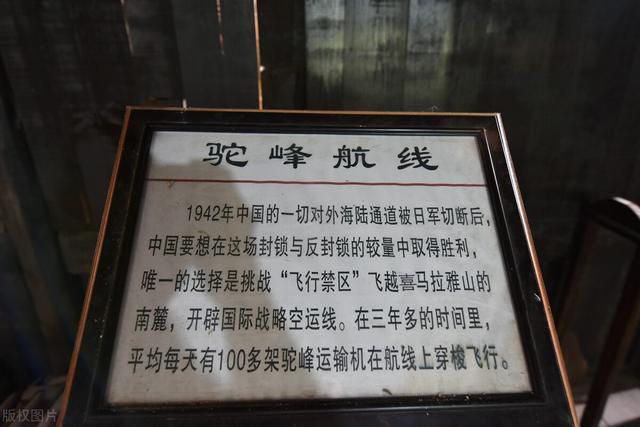 驼峰航线
1942年中国的一切对外海陆通道被日军切断后，
中国要想在这场封锁与反封锁的较量中取得胜利，
唯一的选择是挑战“飞行禁区”飞越喜马拉雅山的
南麓，开辟国际战略空运线。在三年多的时间里，
平均每天有100多架驼峰运输机在航线上穿梭飞行。
版权图片